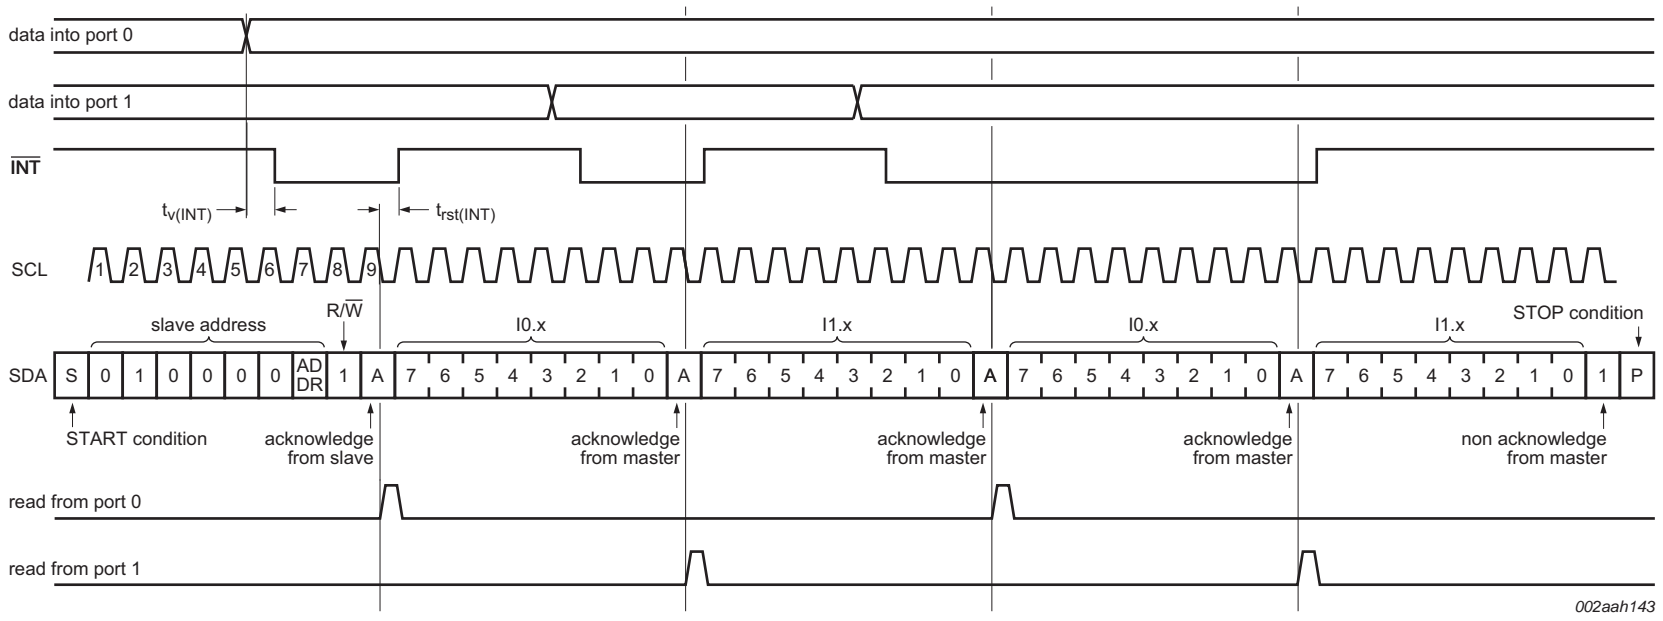 data into port 0
data into port 1
INT
tv(INT) trst(INT)
SCL 1 2 3 4 5 6 7 8 9
R/W STOP condition
slave address I0.x I1.x I0.x I1.x
SDA S 0 1 0 0 0 0 AD DR 1 A 7 6 5 4 3 2 1 0 A 7 6 5 4 3 2 1 0 A 7 6 5 4 3 2 1 0 A 7 6 5 4 3 2 1 0 1 P
START condition acknowledge from slave acknowledge from master acknowledge from master acknowledge from master non acknowledge from master
read from port 0
read from port 1
002aah143